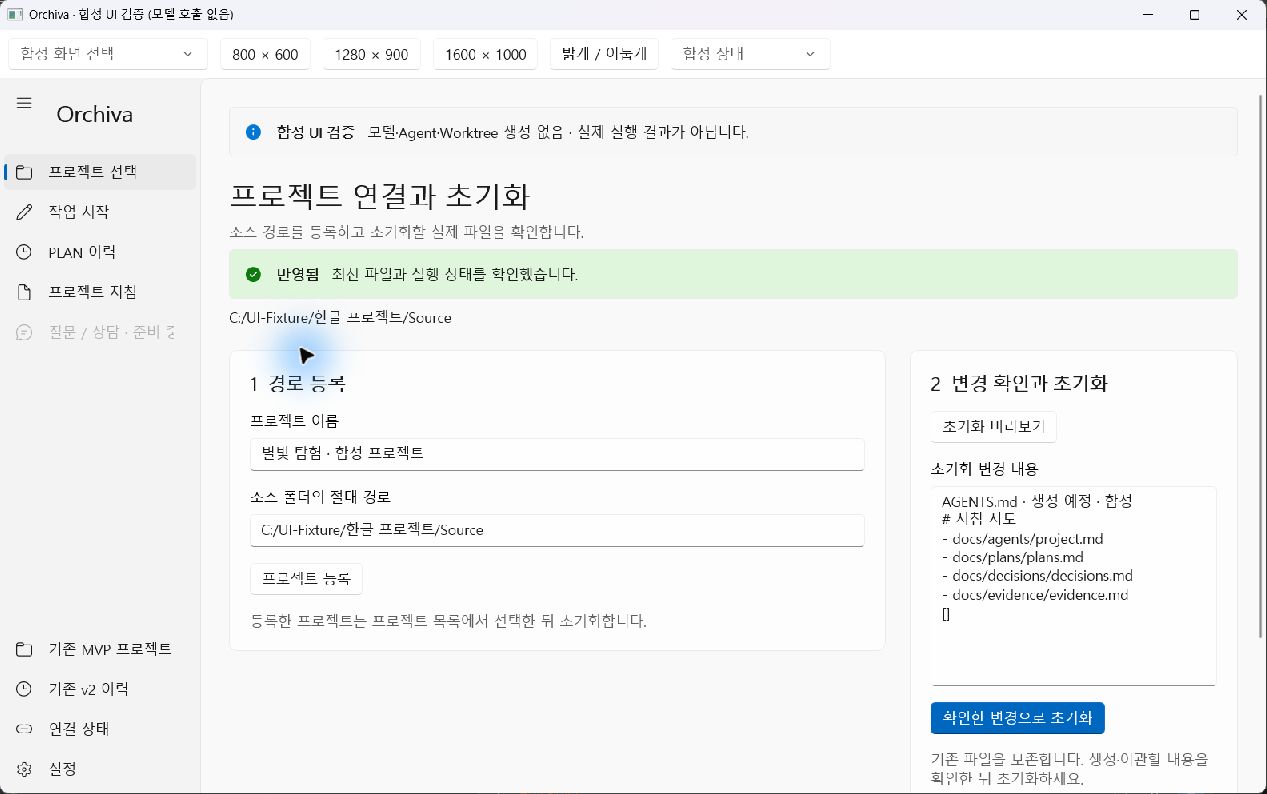 Orchiva · 합성 UI 검증 (모델 호출 없음)
합성 화면 선택
800 × 600
1280 × 900
1600 × 1000
밝게 / 어둡게
합성 상태
Orchiva
프로젝트 선택
작업 시작
PLAN 이력
프로젝트 지침
질문 / 상담 · 준비 중
기존 MVP 프로젝트
기존 v2 이력
연결 상태
설정
합성 UI 검증 모델·Agent·Worktree 생성 없음 · 실제 실행 결과가 아닙니다.
프로젝트 연결과 초기화
소스 경로를 등록하고 초기화할 실제 파일을 확인합니다.
반영됨 최신 파일과 실행 상태를 확인했습니다.
C:/UI-Fixture/한글 프로젝트/Source
1 경로 등록
프로젝트 이름
별빛 탐험 · 합성 프로젝트
소스 폴더의 절대 경로
C:/UI-Fixture/한글 프로젝트/Source
프로젝트 등록
등록한 프로젝트는 프로젝트 목록에서 선택한 뒤 초기화합니다.
2 변경 확인과 초기화
초기화 미리보기
초기화 변경 내용
AGENTS.md · 생성 예정 · 합성
# 지침 지도
- docs/agents/project.md
- docs/plans/plans.md
- docs/decisions/decisions.md
- docs/evidence/evidence.md
[]
확인한 변경으로 초기화
기존 파일을 보존합니다. 생성·이관할 내용을
확인한 뒤 초기화하세요.